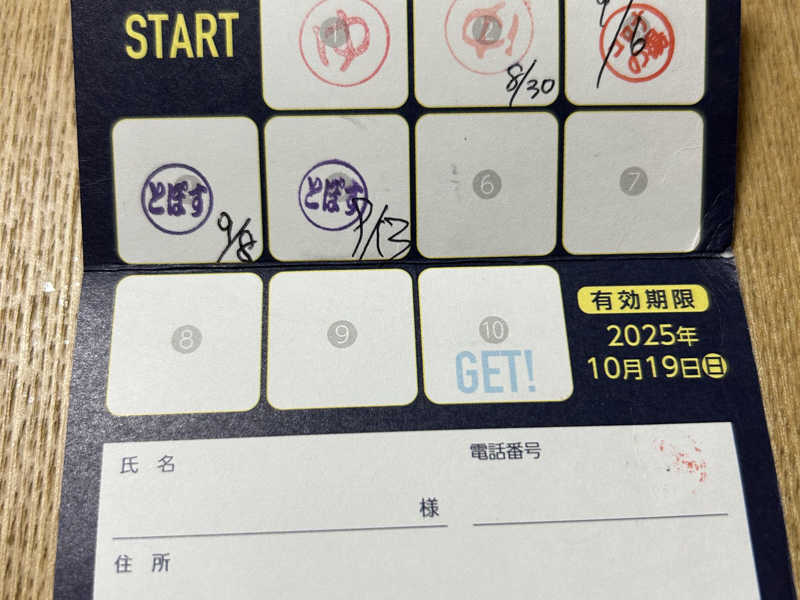 START
1 ゆ
2
8/30
9/6
とぽす
9/8
とぽす
9/13
6
7
8
9
10
GET!
有効期限
2025年
10月19日日
氏 名
電話番号
様
住 所